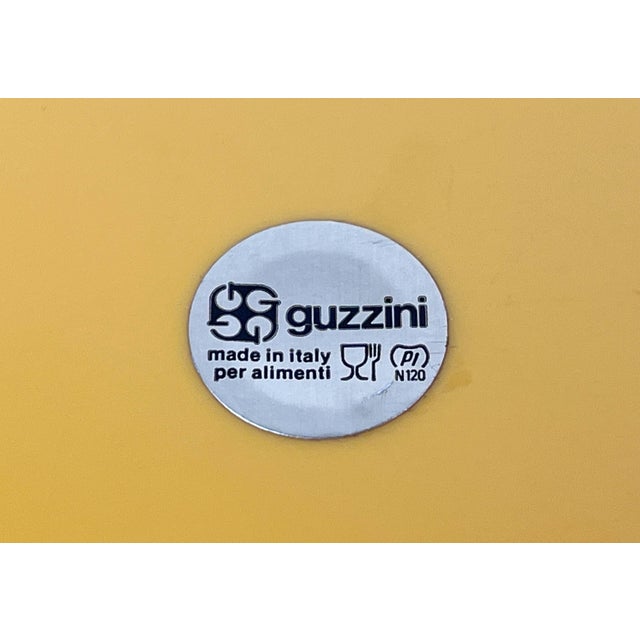 guzzini
made in italy
per alimenti
PI
N120